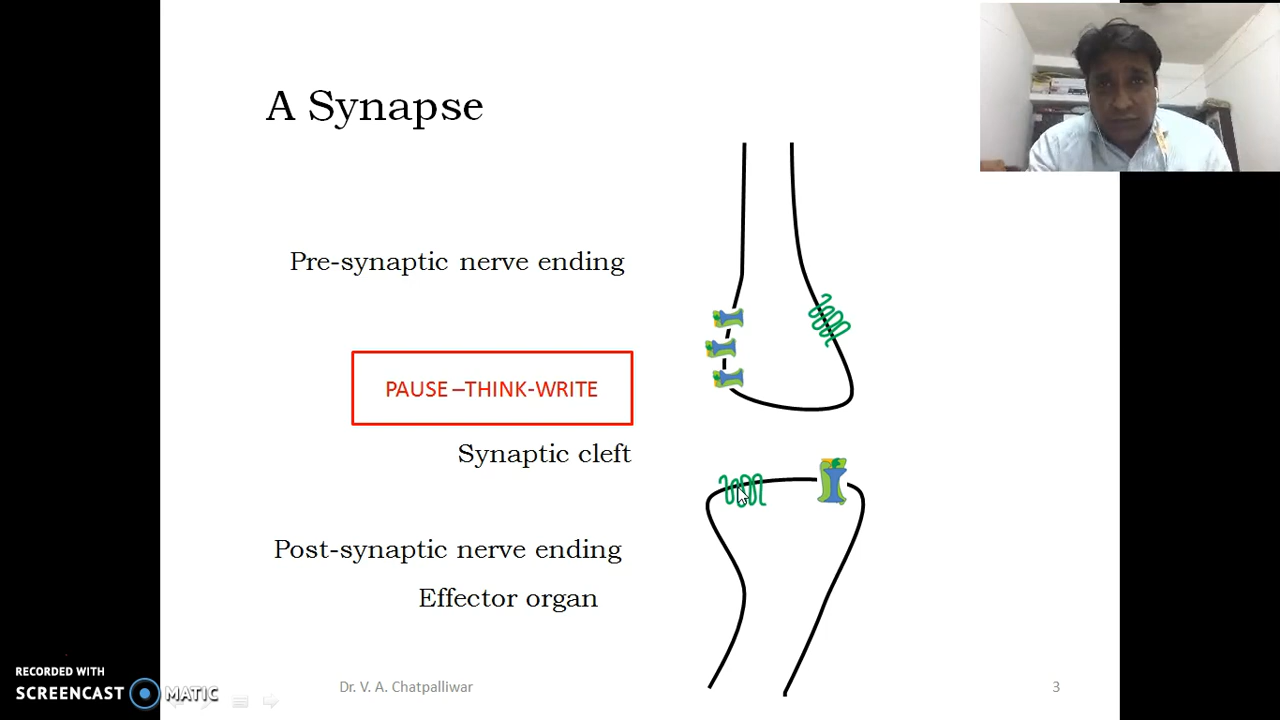 A Synapse
Pre-synaptic nerve ending
PAUSE –THINK-WRITE
Synaptic cleft
Post-synaptic nerve ending
Effector organ
RECORDED WITH
SCREENCAST MATIC
Dr. V. A. Chatpalliwar
3